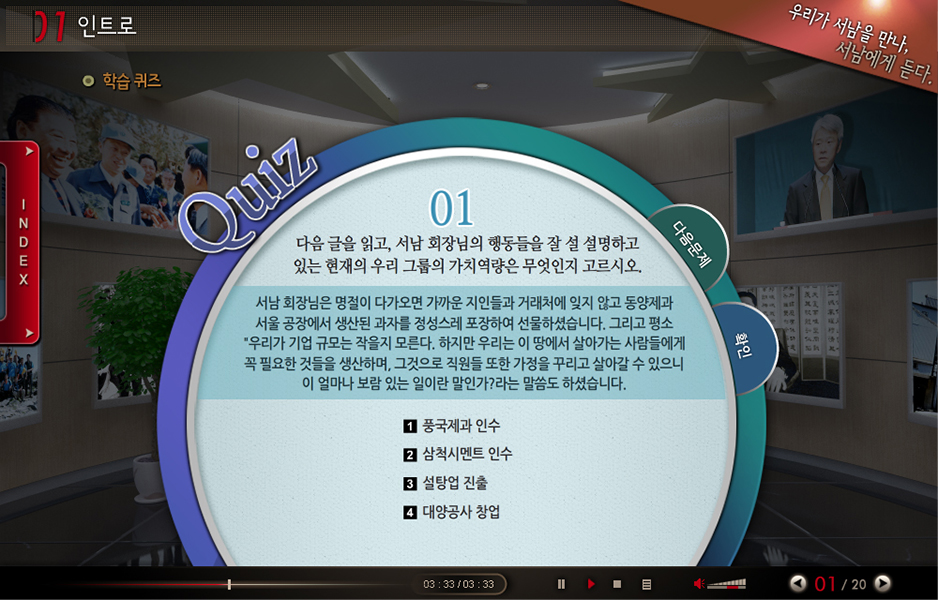 01 인트로
우리가 서남을 만나,
서남에게 듣다.
학습 퀴즈
INDEX
Quiz
01
다음 글을 읽고, 서남 회장님의 행동들을 잘 설 설명하고
있는 현재의 우리 그룹의 가치역량은 무엇인지 고르시오.
다음문제
서남 회장님은 명절이 다가오면 가까운 지인들과 거래처에 잊지 않고 동양제과
서울 공장에서 생산된 과자를 정성스레 포장하여 선물하셨습니다. 그리고 평소
"우리가 기업 규모는 작을지 모른다. 하지만 우리는 이 땅에서 살아가는 사람들에게
꼭 필요한 것들을 생산하며, 그것으로 직원들 또한 가정을 꾸리고 살아갈 수 있으니
이 얼마나 보람 있는 일이란 말인가?라는 말씀도 하셨습니다.
확인
1 풍국제과 인수
2 삼척시멘트 인수
3 설탕업 진출
4 대양공사 창업
03 : 33 / 03 : 33
01 / 20